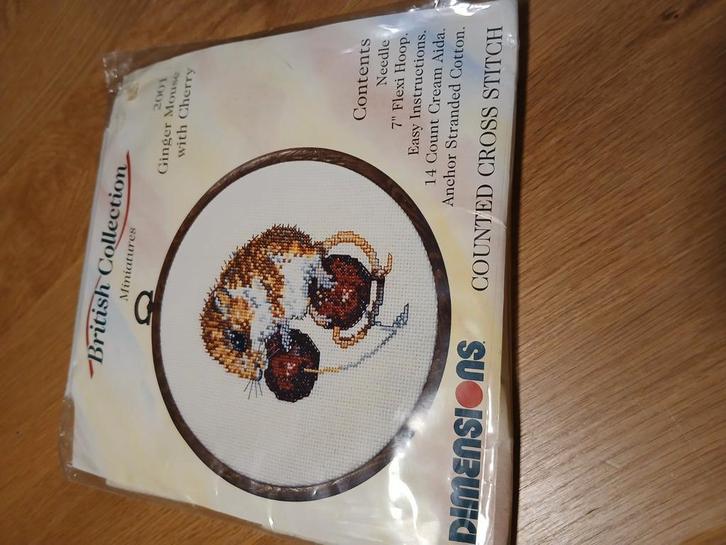 British Collection
Miniatures
2001
Ginger Mouse
with Cherry
Contents
Needle
7" Flexi Hoop.
Easy Instructions.
14 Count Cream Aida.
Anchor Stranded Cotton.
COUNTED CROSS STITCH
DIMENSIONS